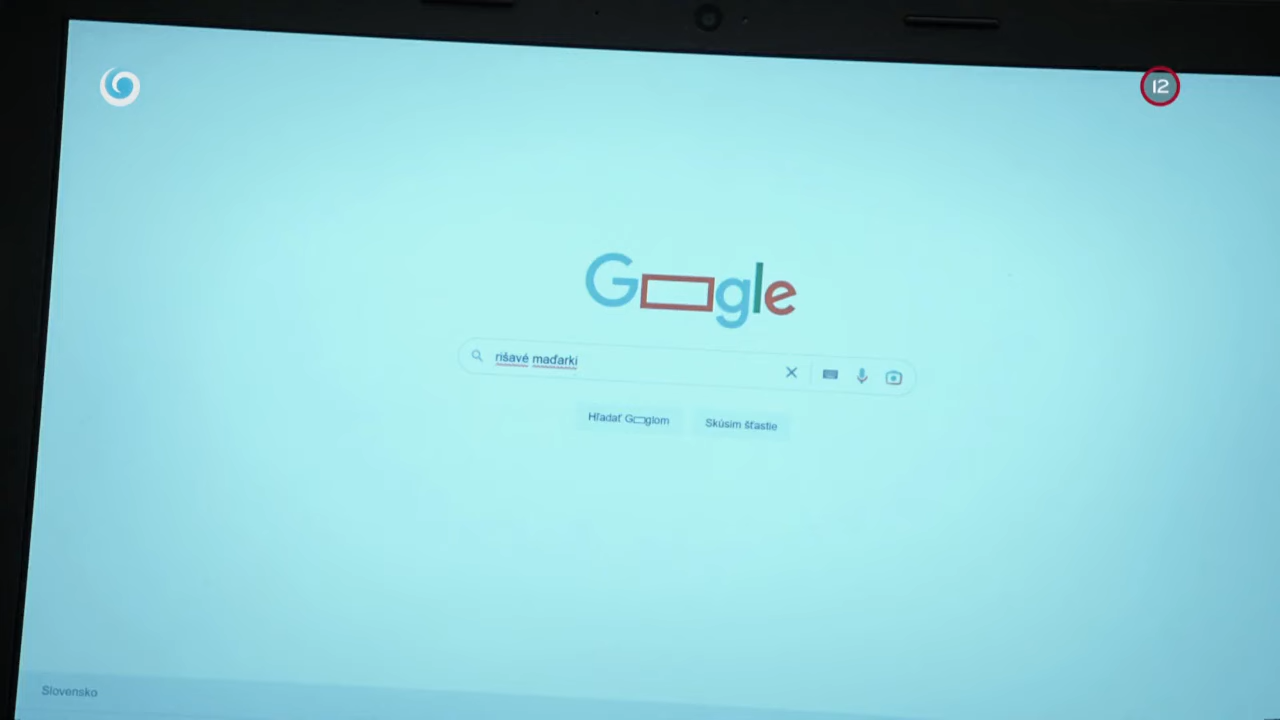 12
G▭gle
rišavé maďarki
Hľadať G▭glom
Skúsim šťastie
Slovensko